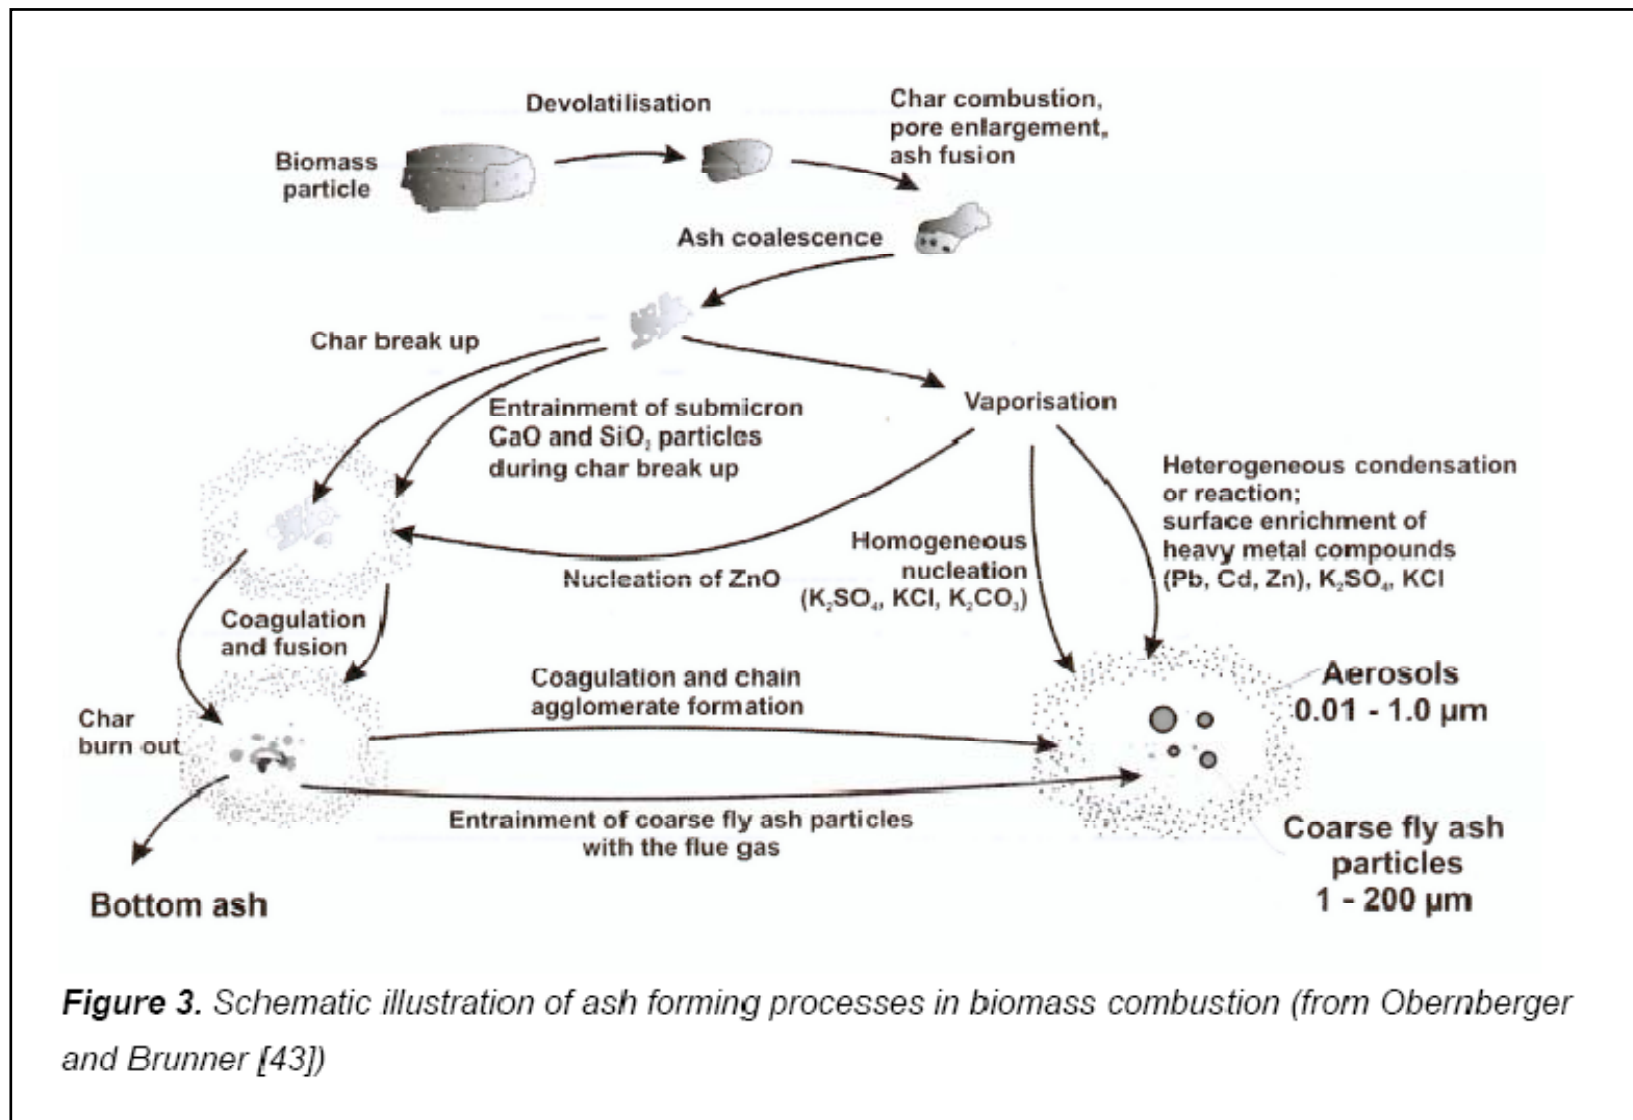 Devolatilisation
Char combustion,
pore enlargement,
ash fusion
Biomass
particle
Ash coalescence
Char break up
Entrainment of submicron
CaO and SiO₂ particles
during char break up
Vaporisation
Heterogeneous condensation
or reaction;
surface enrichment of
heavy metal compounds
(Pb, Cd, Zn), K₂SO₄, KCl
Homogeneous
nucleation
(K₂SO₄, KCl, K₂CO₃)
Nucleation of ZnO
Coagulation
and fusion
Coagulation and chain
agglomerate formation
Aerosols
0.01 - 1.0 µm
Char
burn out
Entrainment of coarse fly ash particles
with the flue gas
Coarse fly ash
particles
1 - 200 µm
Bottom ash
Figure 3. Schematic illustration of ash forming processes in biomass combustion (from Obernberger
and Brunner [43])